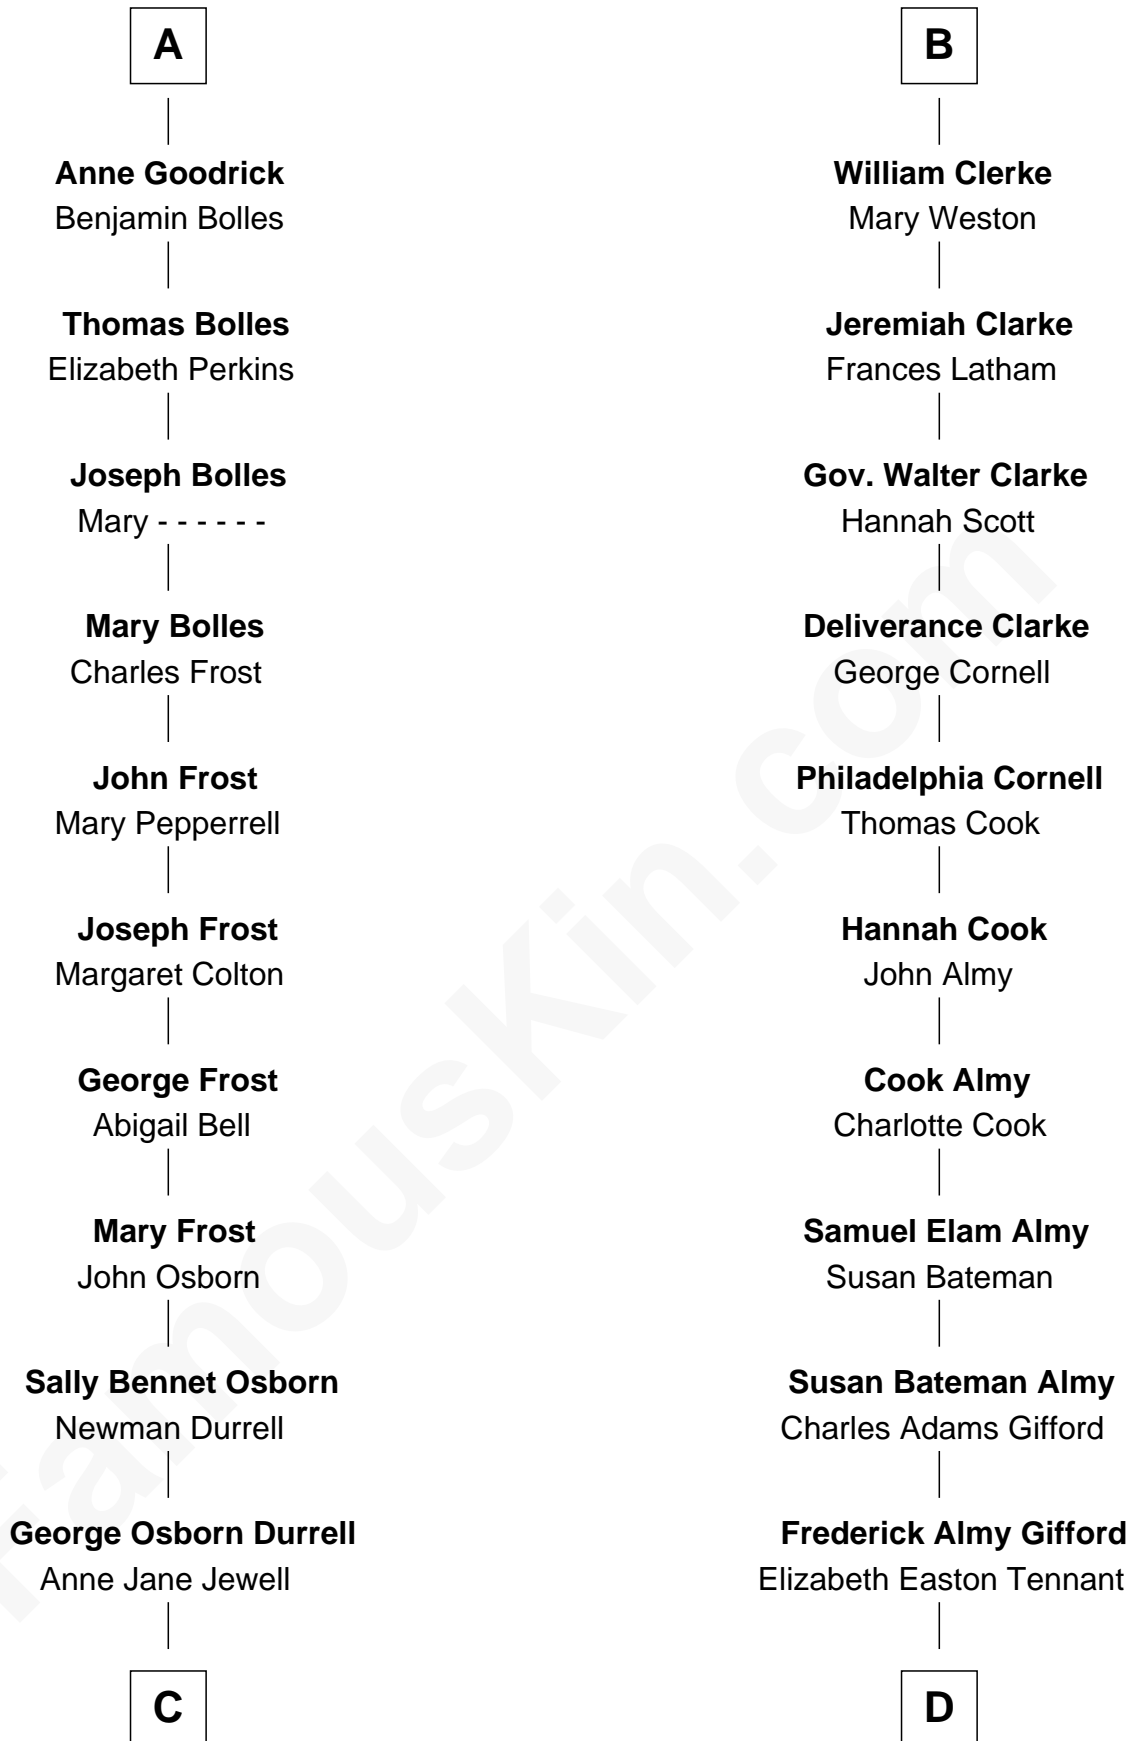 A
Anne Goodrick
Benjamin Bolles
Thomas Bolles
Elizabeth Perkins
Joseph Bolles
Mary - - - - - -
Mary Bolles
Charles Frost
John Frost
Mary Pepperrell
Joseph Frost
Margaret Colton
George Frost
Abigail Bell
Mary Frost
John Osborn
Sally Bennet Osborn
Newman Durrell
George Osborn Durrell
Anne Jane Jewell
C
B
William Clerke
Mary Weston
Jeremiah Clarke
Frances Latham
Gov. Walter Clarke
Hannah Scott
Deliverance Clarke
George Cornell
Philadelphia Cornell
Thomas Cook
Hannah Cook
John Almy
Cook Almy
Charlotte Cook
Samuel Elam Almy
Susan Bateman
Susan Bateman Almy
Charles Adams Gifford
Frederick Almy Gifford
Elizabeth Easton Tennant
D
FamousKin.com